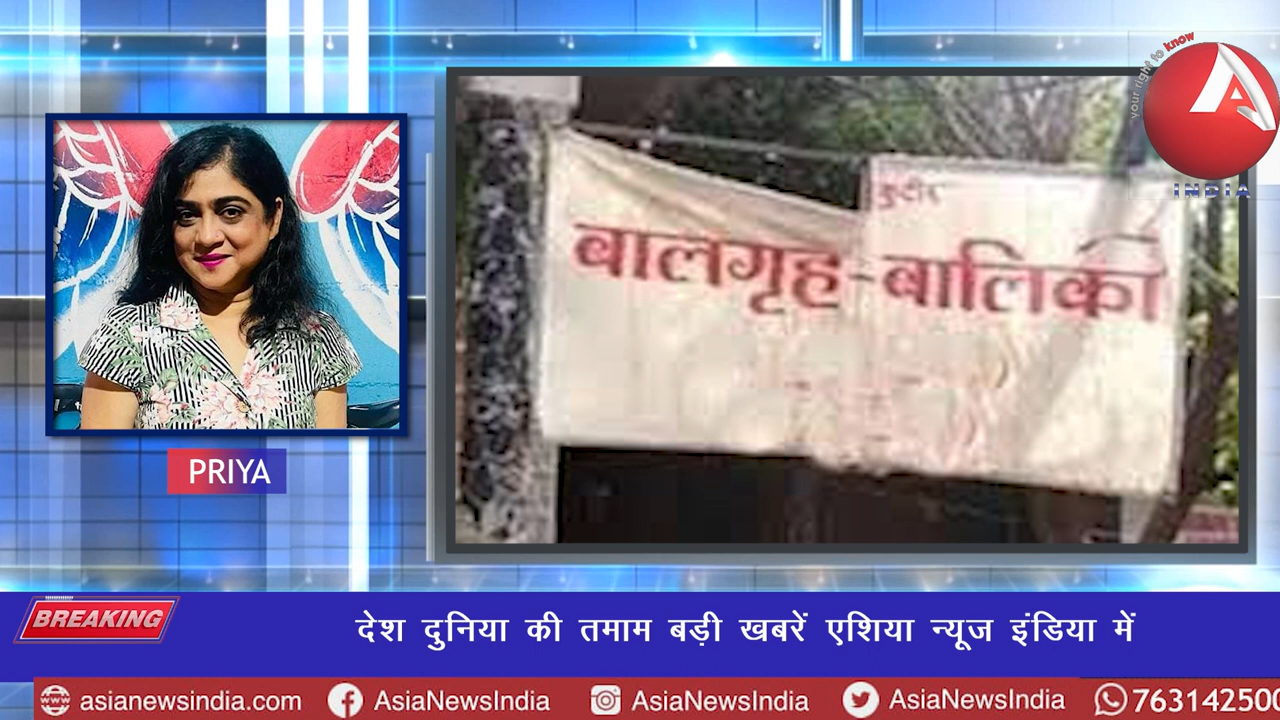 your right to know
A
INDIA
कुटीर
बालगृह-बालिका
PRIYA
BREAKING
देश दुनिया की तमाम बड़ी खबरें एशिया न्यूज इंडिया में
asianewsindia.com
AsiaNewsIndia
AsiaNewsIndia
AsiaNewsIndia
763142500